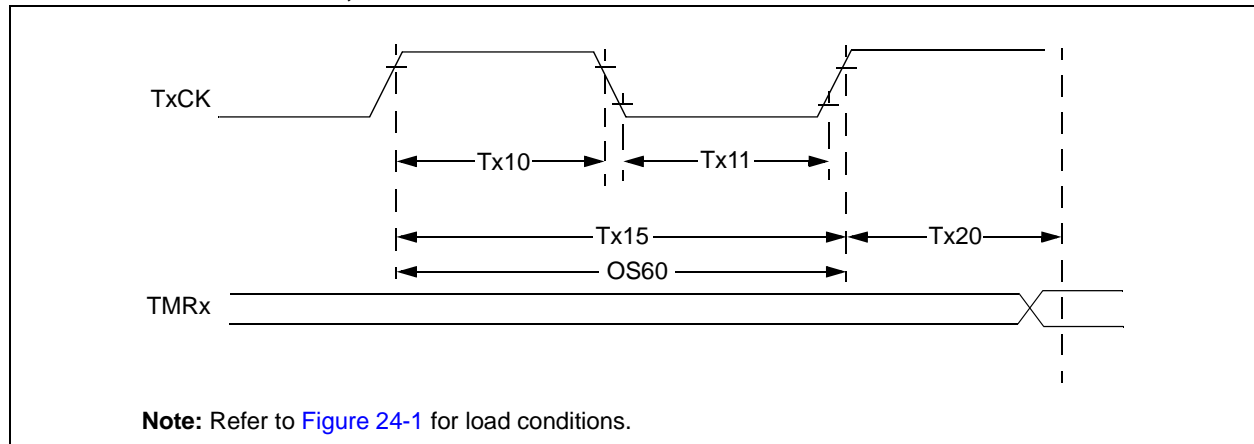 TxCK
Tx10
Tx11
Tx15
Tx20
OS60
TMRx
Note: Refer to Figure 24-1 for load conditions.